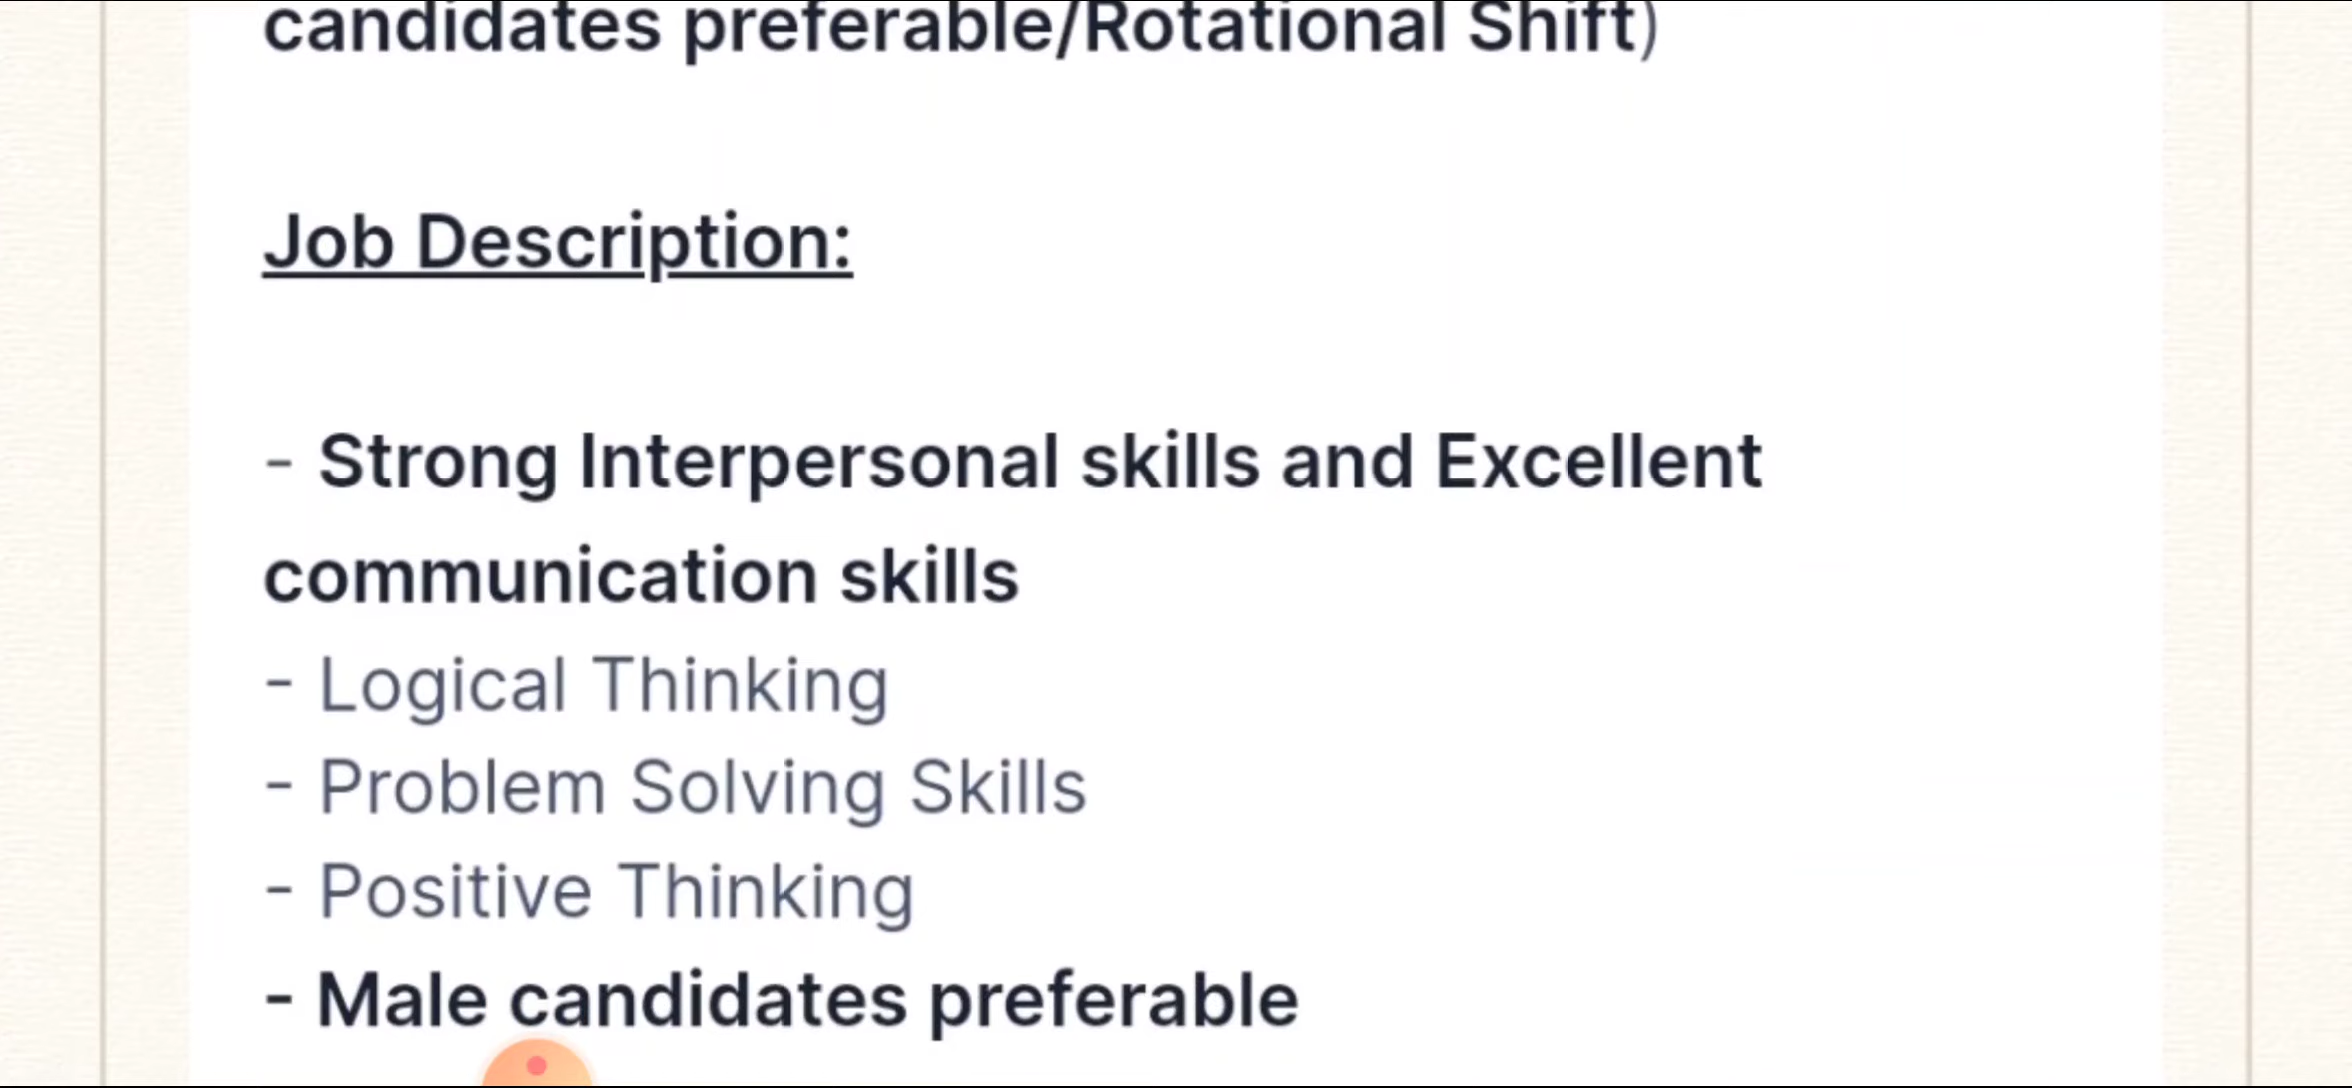 candidates preferable/Rotational Shift)
Job Description:
- Strong Interpersonal skills and Excellent
communication skills
- Logical Thinking
- Problem Solving Skills
- Positive Thinking
- Male candidates preferable